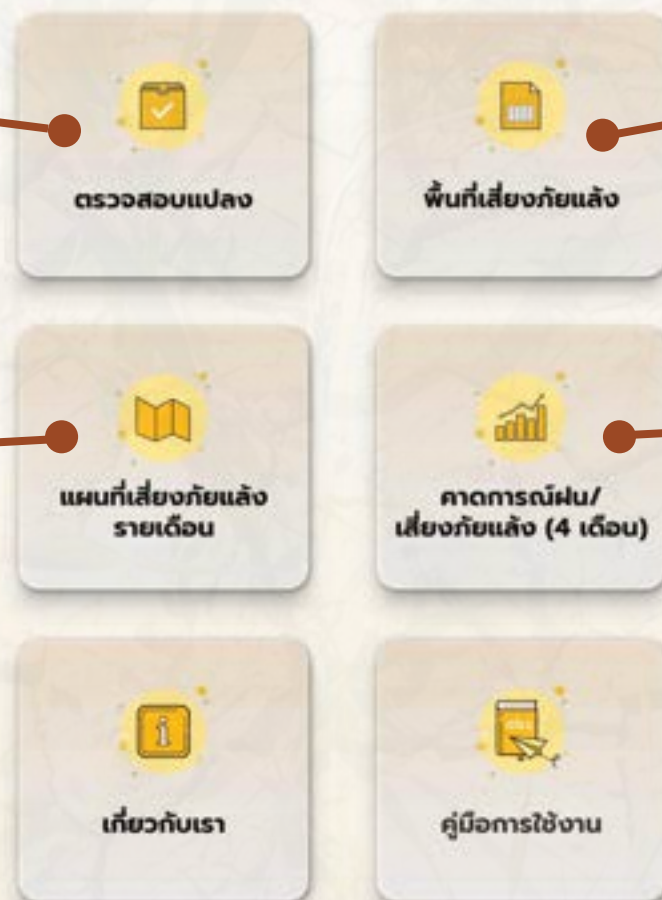 ตรวจสอบแปลง
พื้นที่เสี่ยงภัยแล้ง
แผนที่เสี่ยงภัยแล้ง
รายเดือน
คาดการณ์ฝน/
เสี่ยงภัยแล้ง (4 เดือน)
เกี่ยวกับเรา
คู่มือการใช้งาน